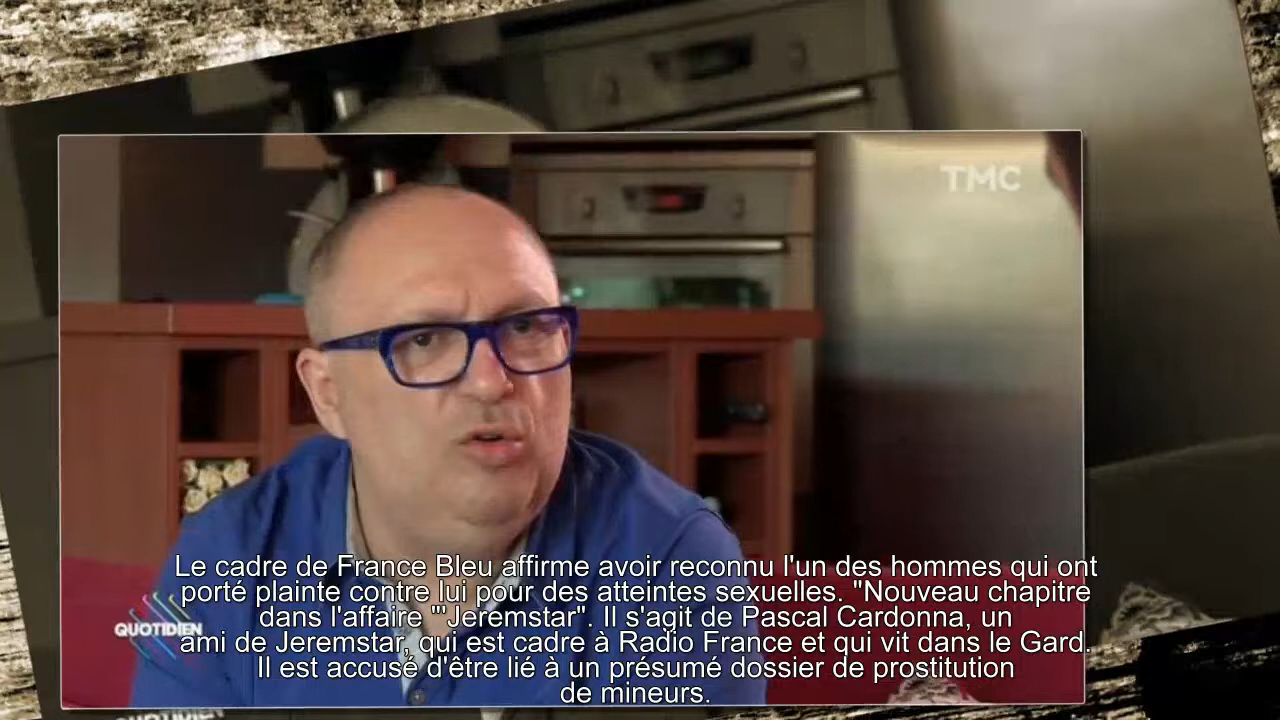 TMC
Le cadre de France Bleu affirme avoir reconnu l'un des hommes qui ont
porté plainte contre lui pour des atteintes sexuelles. "Nouveau chapitre
dans l'affaire '"Jeremstar". Il s'agit de Pascal Cardonna, un
QUOTIDIEN
ami de Jeremstar, qui est cadre à Radio France et qui vit dans le Gard.
Il est accusé d'être lié à un présumé dossier de prostitution
de mineurs.
QUOTIDIEN